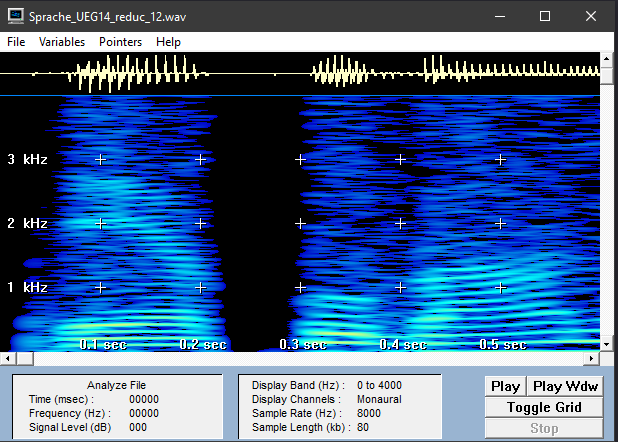 Sprache_UEG14_reduc_12.wav
File Variables Pointers Help
3 kHz
2 kHz
1 kHz
0.1 sec 0.2 sec 0.3 sec 0.4 sec 0.5 sec
Analyze File
Time (msec) : 00000
Frequency (Hz) : 00000
Signal Level (dB) 000
Display Band (Hz) : 0 to 4000
Display Channels : Monaural
Sample Rate (Hz) : 8000
Sample Length (kb) : 80
Play Play Wdw
Toggle Grid
Stop